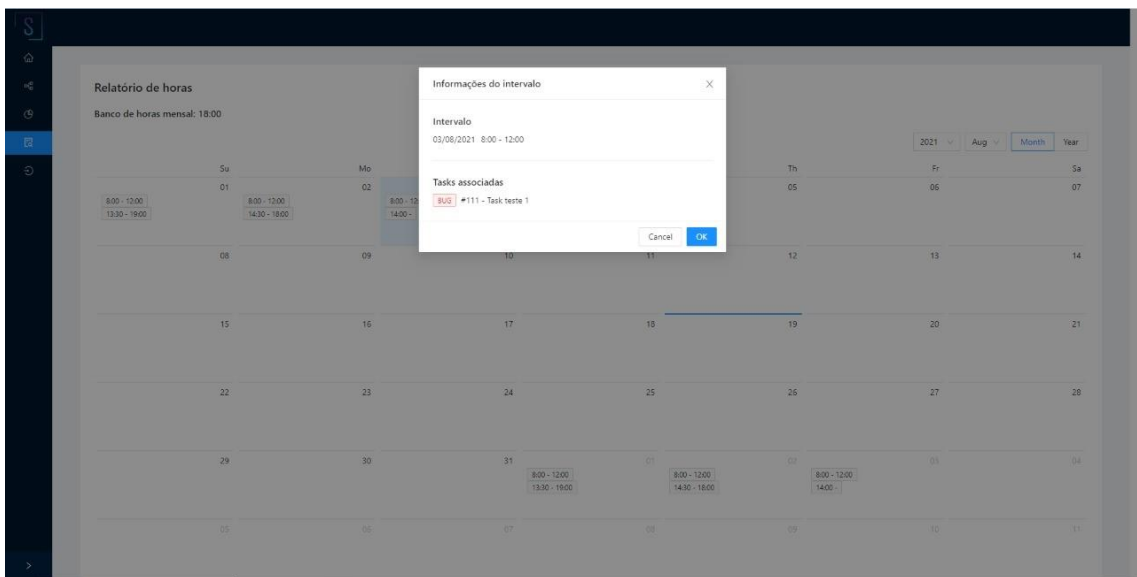 S
Relatório de horas
Banco de horas mensal: 18:00
Informações do intervalo
Intervalo
03/08/2021 8:00 - 12:00
Tasks associadas
BUG #111 - Task teste 1
Cancel OK
2021 Aug Month Year
Su Mo Th Fr Sa
01 02 05 06 07
8:00 - 12:00 8:00 - 12:00 8:00 - 12
13:30 - 19:00 14:30 - 18:00 14:00 -
08 09 10 11 12 13 14
15 16 17 18 19 20 21
22 23 24 25 26 27 28
29 30 31 01 02 03 04
8:00 - 12:00 8:00 - 12:00 8:00 - 12:00
13:30 - 19:00 14:30 - 18:00 14:00 -
05 06 07 08 09 10 11